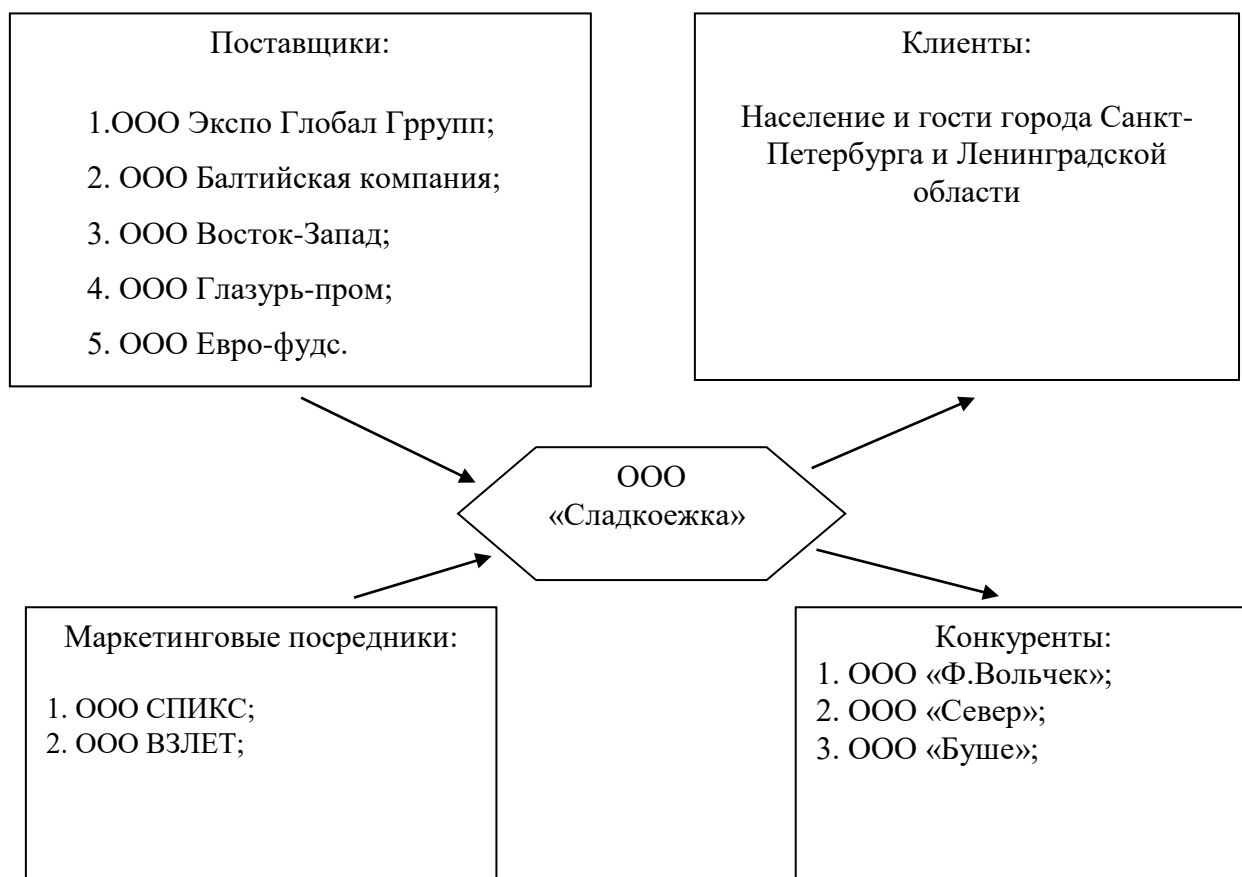 Поставщики:
1.ООО Экспо Глобал Гррупп;
2. ООО Балтийская компания;
3. ООО Восток-Запад;
4. ООО Глазурь-пром;
5. ООО Евро-фудс.
Клиенты:
Население и гости города Санкт-
Петербурга и Ленинградской
области
ООО
«Сладкоежка»
Маркетинговые посредники:
1. ООО СПИКС;
2. ООО ВЗЛЕТ;
Конкуренты:
1. ООО «Ф.Вольчек»;
2. ООО «Север»;
3. ООО «Буше»;